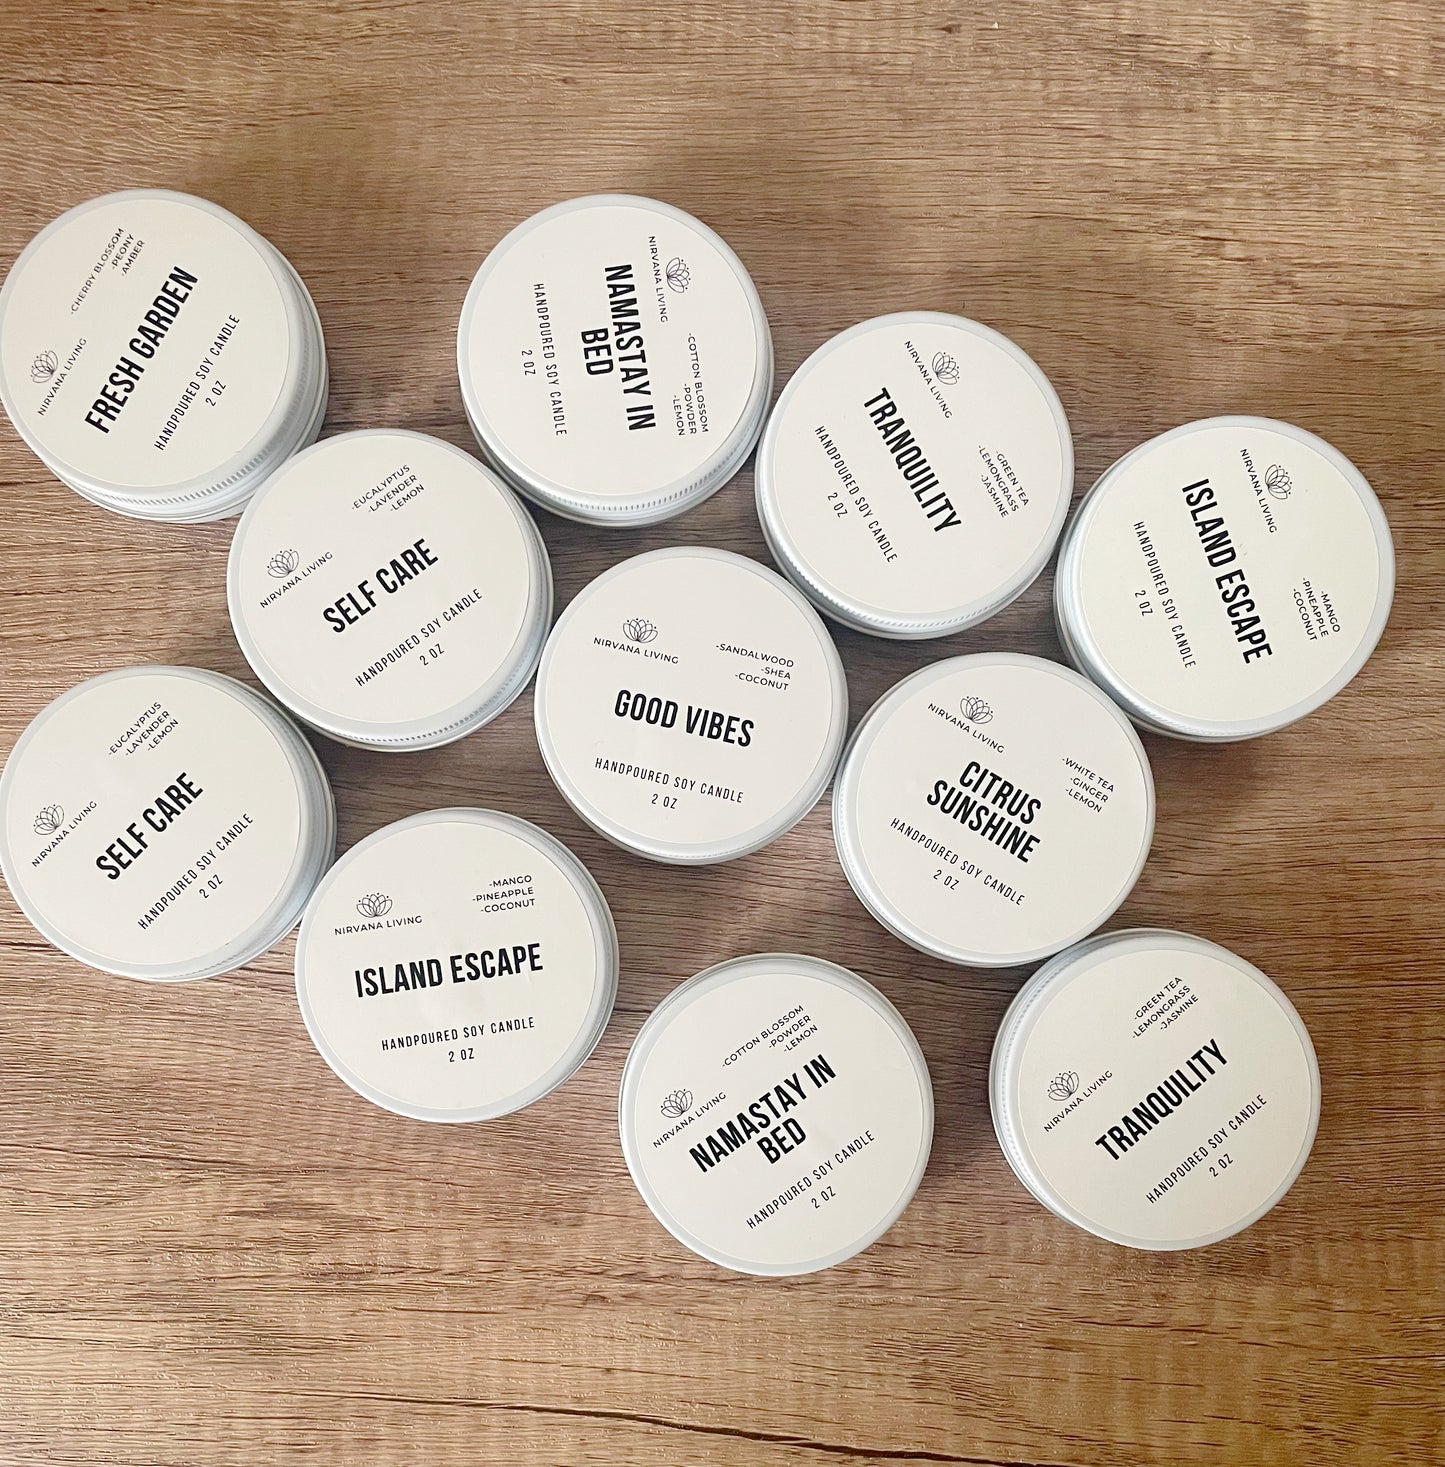 -CHERRY BLOSSOM
-PEONY
-AMBER
NIRVANA LIVING
FRESH GARDEN
HANDPOURED SOY CANDLE
2 OZ
NIRVANA LIVING
-COTTON BLOSSOM
-POWDER
-LEMON
NAMASTAY IN
BED
HANDPOURED SOY CANDLE
2 OZ
NIRVANA LIVING
-GREEN TEA
-LEMONGRASS
-JASMINE
TRANQUILITY
HANDPOURED SOY CANDLE
2 OZ
NIRVANA LIVING
-MANGO
-PINEAPPLE
-COCONUT
ISLAND ESCAPE
HANDPOURED SOY CANDLE
2 OZ
-EUCALYPTUS
-LAVENDER
-LEMON
NIRVANA LIVING
SELF CARE
HANDPOURED SOY CANDLE
2 OZ
NIRVANA LIVING
-SANDALWOOD
-SHEA
-COCONUT
GOOD VIBES
HANDPOURED SOY CANDLE
2 OZ
NIRVANA LIVING
-WHITE TEA
-GINGER
-LEMON
CITRUS
SUNSHINE
HANDPOURED SOY CANDLE
2 OZ
-EUCALYPTUS
-LAVENDER
-LEMON
NIRVANA LIVING
SELF CARE
HANDPOURED SOY CANDLE
2 OZ
-MANGO
-PINEAPPLE
-COCONUT
NIRVANA LIVING
ISLAND ESCAPE
HANDPOURED SOY CANDLE
2 OZ
-COTTON BLOSSOM
-POWDER
-LEMON
NIRVANA LIVING
NAMASTAY IN
BED
HANDPOURED SOY CANDLE
2 OZ
-GREEN TEA
-LEMONGRASS
-JASMINE
NIRVANA LIVING
TRANQUILITY
HANDPOURED SOY CANDLE
2 OZ